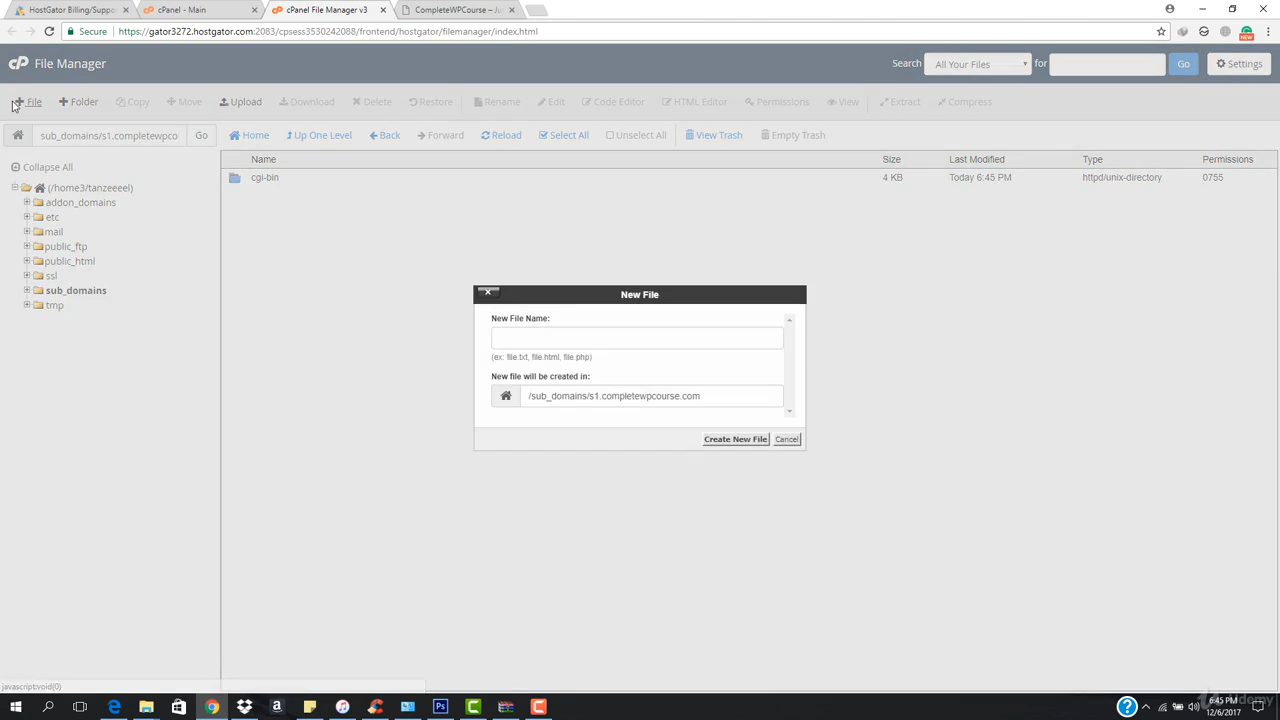 HostGator Billing/Suppo
cPanel - Main
cPanel File Manager v3
CompleteWPCourse – Ju
Secure
https://gator3272.hostgator.com:2083/cpsess3530242088/frontend/hostgator/filemanager/index.html
NEW
cP File Manager
Search
All Your Files
for
Go
Settings
File
Folder
Copy
Move
Upload
Download
Delete
Restore
Rename
Edit
Code Editor
HTML Editor
Permissions
View
Extract
Compress
sub_domains/s1.completewpco
Go
Home
Up One Level
Back
Forward
Reload
Select All
Unselect All
View Trash
Empty Trash
Collapse All
(/home3/tanzeeeel)
addon_domains
etc
mail
public_ftp
public_html
ssl
sub_domains
tmp
Name
Size
Last Modified
Type
Permissions
cgi-bin
4 KB
Today 6:45 PM
httpd/unix-directory
0755
New File
New File Name:
(ex: file.txt, file.html, file.php)
New file will be created in:
/sub_domains/s1.completewpcourse.com
Create New File
Cancel
javascript:void(0)
6:45 PM
12/6/2017
Udemy